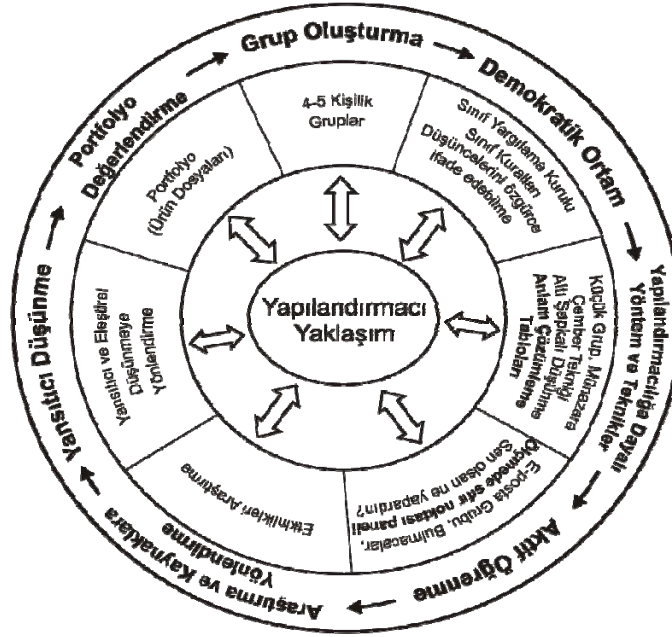 Grup Oluşturma
Demokratik Ortam
Yapılandırmacılığa Dayalı
Yöntem ve Teknikler
Aktif Öğrenme
Araştırma ve Kaynaklara
Yönlendirme
Yansıtıcı Düşünme
Portfolyo
Değerlendirme
4-5 Kişilik
Gruplar
Sınıf Yargılama Kurulu
Sınıf Kuralları
Düşüncelerini özgürce
ifade edebilme
Küçük Grup, Münazara
Çember Tekniği
Altı Şapkalı Düşünme
Anlam Çözümleme
Tabloları
E-posta Grubu, Bulmacalar,
Ölçmede sıfır noktası paneli
Sen olsan ne yapardın?
Etkinlikleri Araştırma
Yansıtıcı ve Eleştirel
Düşünmeye
Yönlendirme
Portfolyo
(Ürün Dosyaları)
Yapılandırmacı
Yaklaşım